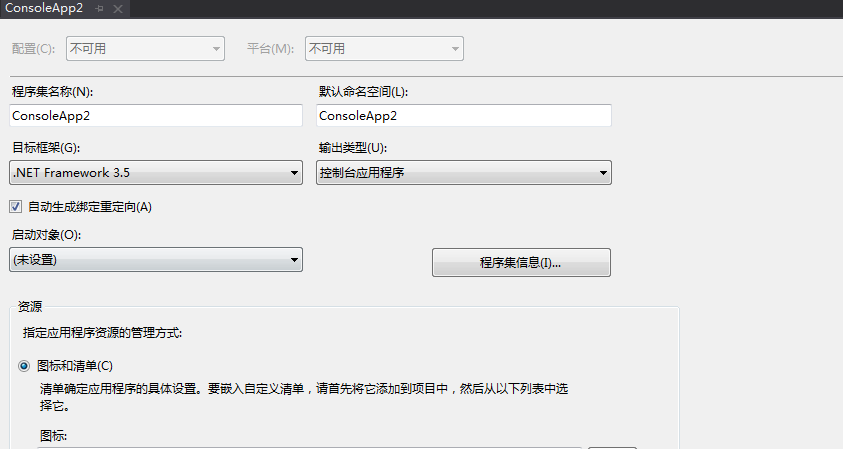 ConsoleApp2
配置(C): 不可用 平台(M): 不可用
程序集名称(N): 默认命名空间(L):
ConsoleApp2 ConsoleApp2
目标框架(G): 输出类型(U):
.NET Framework 3.5 控制台应用程序
自动生成绑定重定向(A)
启动对象(O):
(未设置) 程序集信息(I)...
资源
指定应用程序资源的管理方式:
图标和清单(C)
清单确定应用程序的具体设置。要嵌入自定义清单，请首先将它添加到项目中，然后从以下列表中选
择它。
图标: